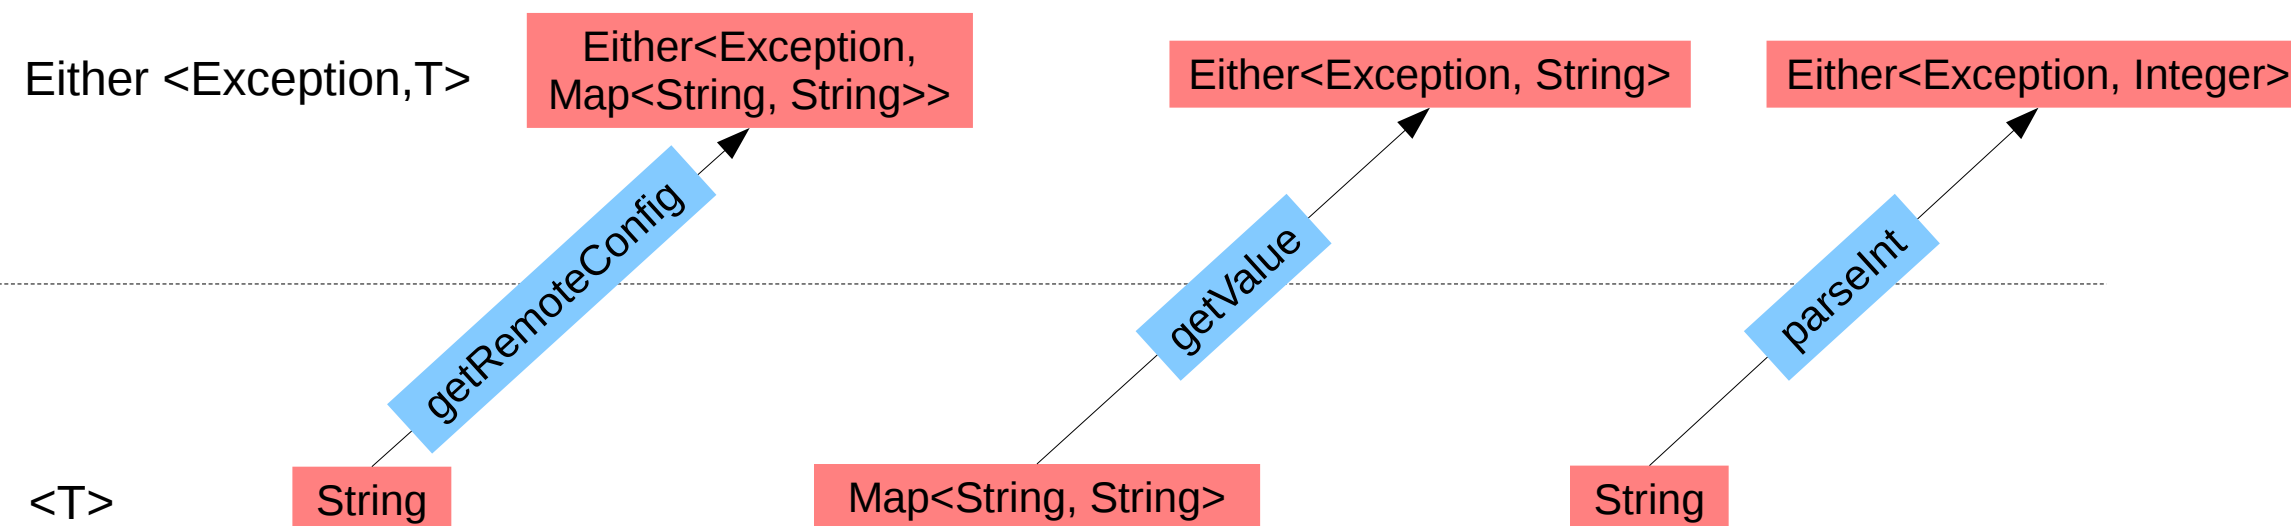 Either <Exception,T>
Either<Exception,
Map<String, String>>
Either<Exception, String>
Either<Exception, Integer>
getRemoteConfig
getValue
parseInt
<T>
String
Map<String, String>
String